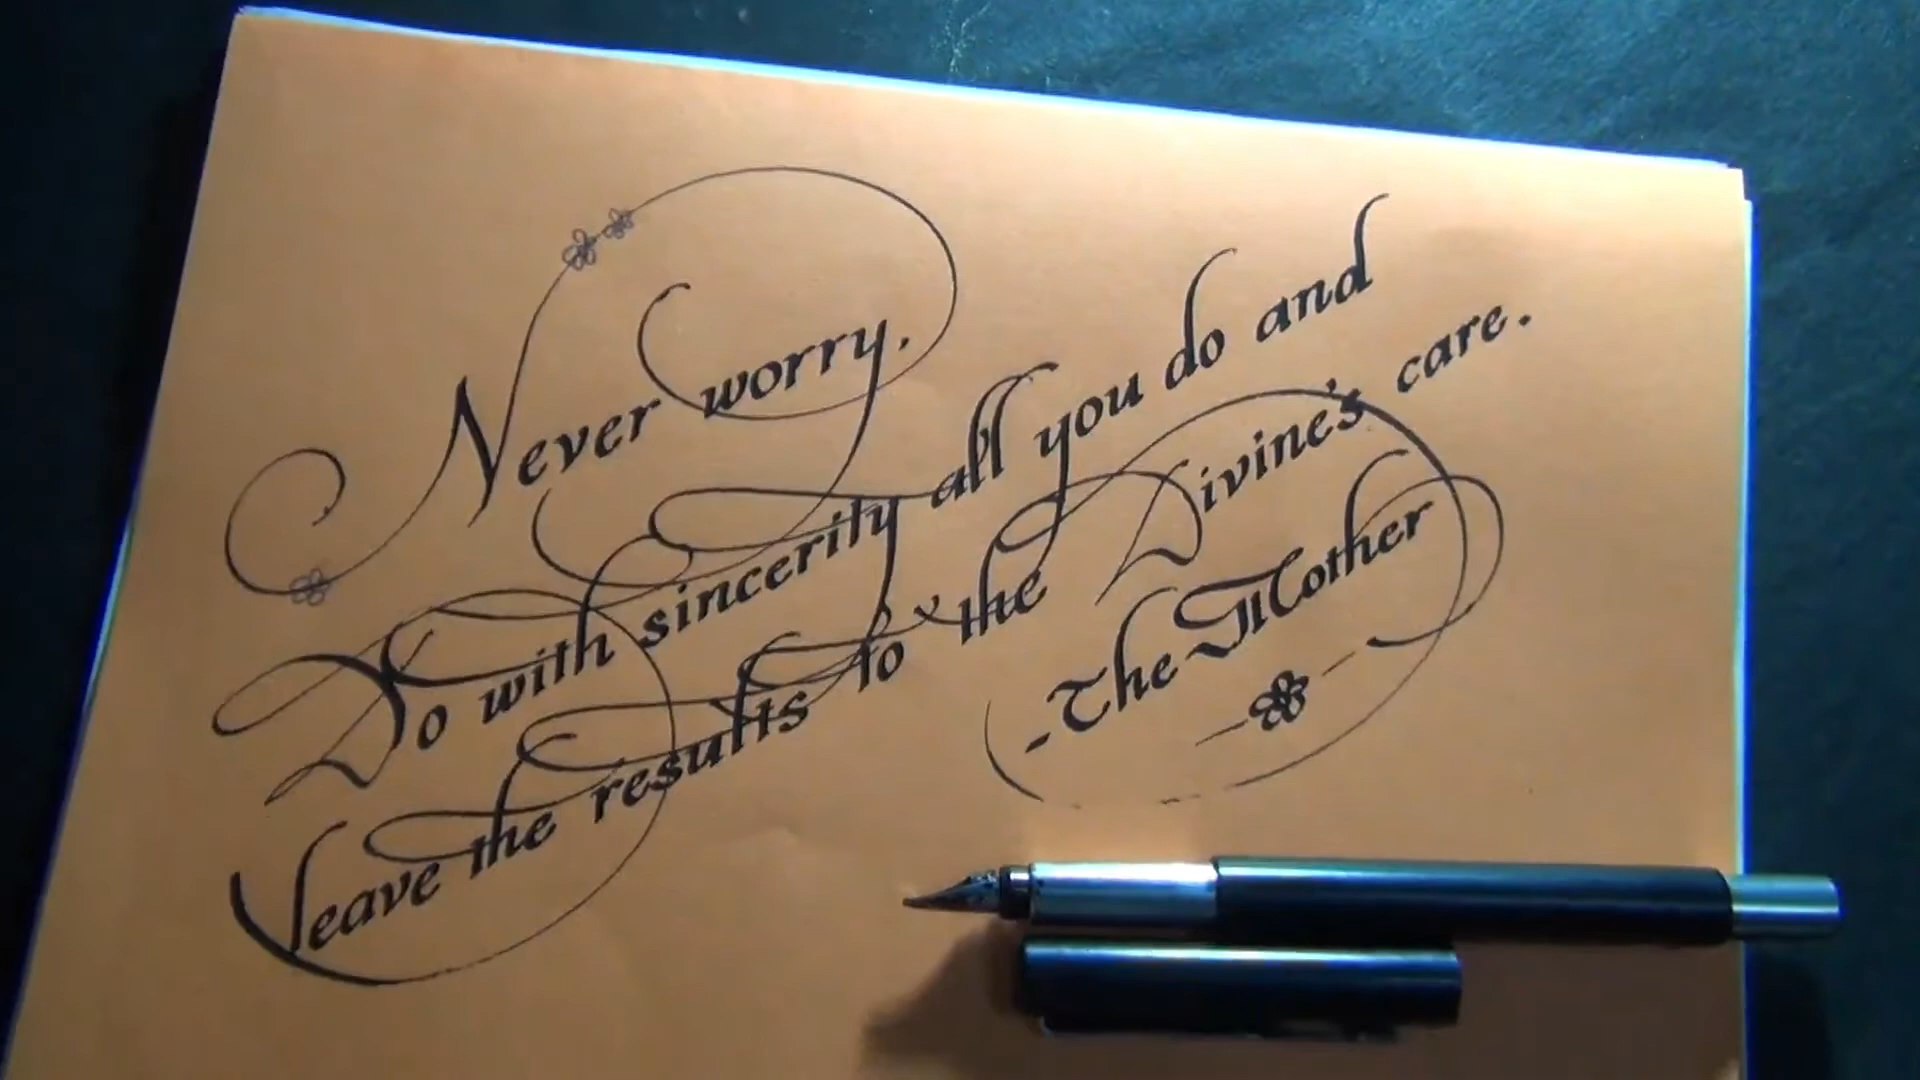 Never worry.
Do with sincerity all you do and
leave the results to the Divine's care.
-The Mother